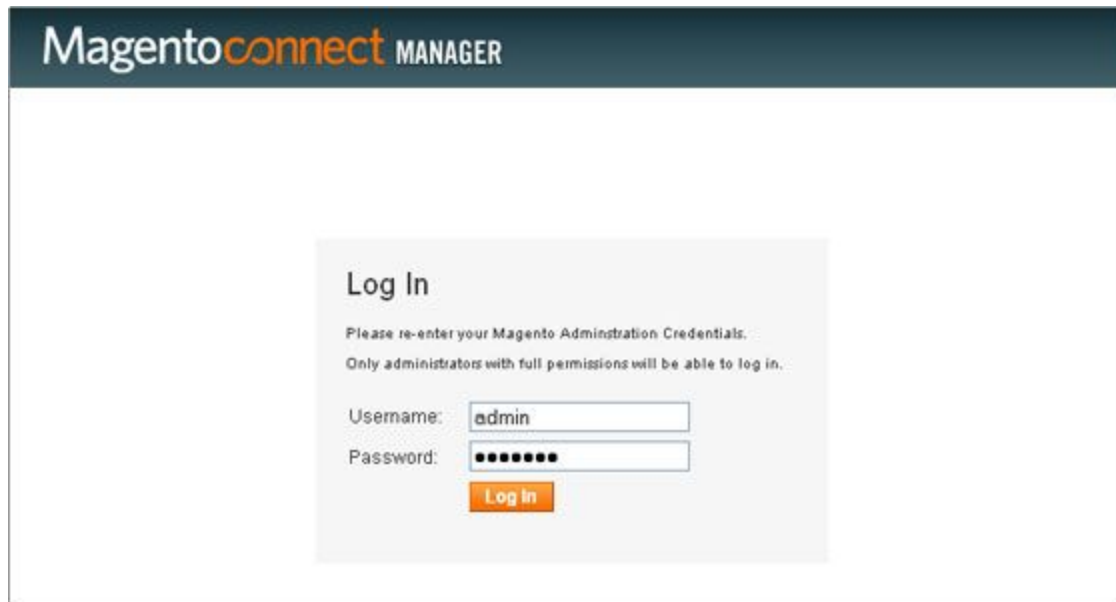 Magentoconnect MANAGER
Log In
Please re-enter your Magento Adminstration Credentials.
Only administrators with full permissions will be able to log in.
Username: admin
Password: •••••••
Log In